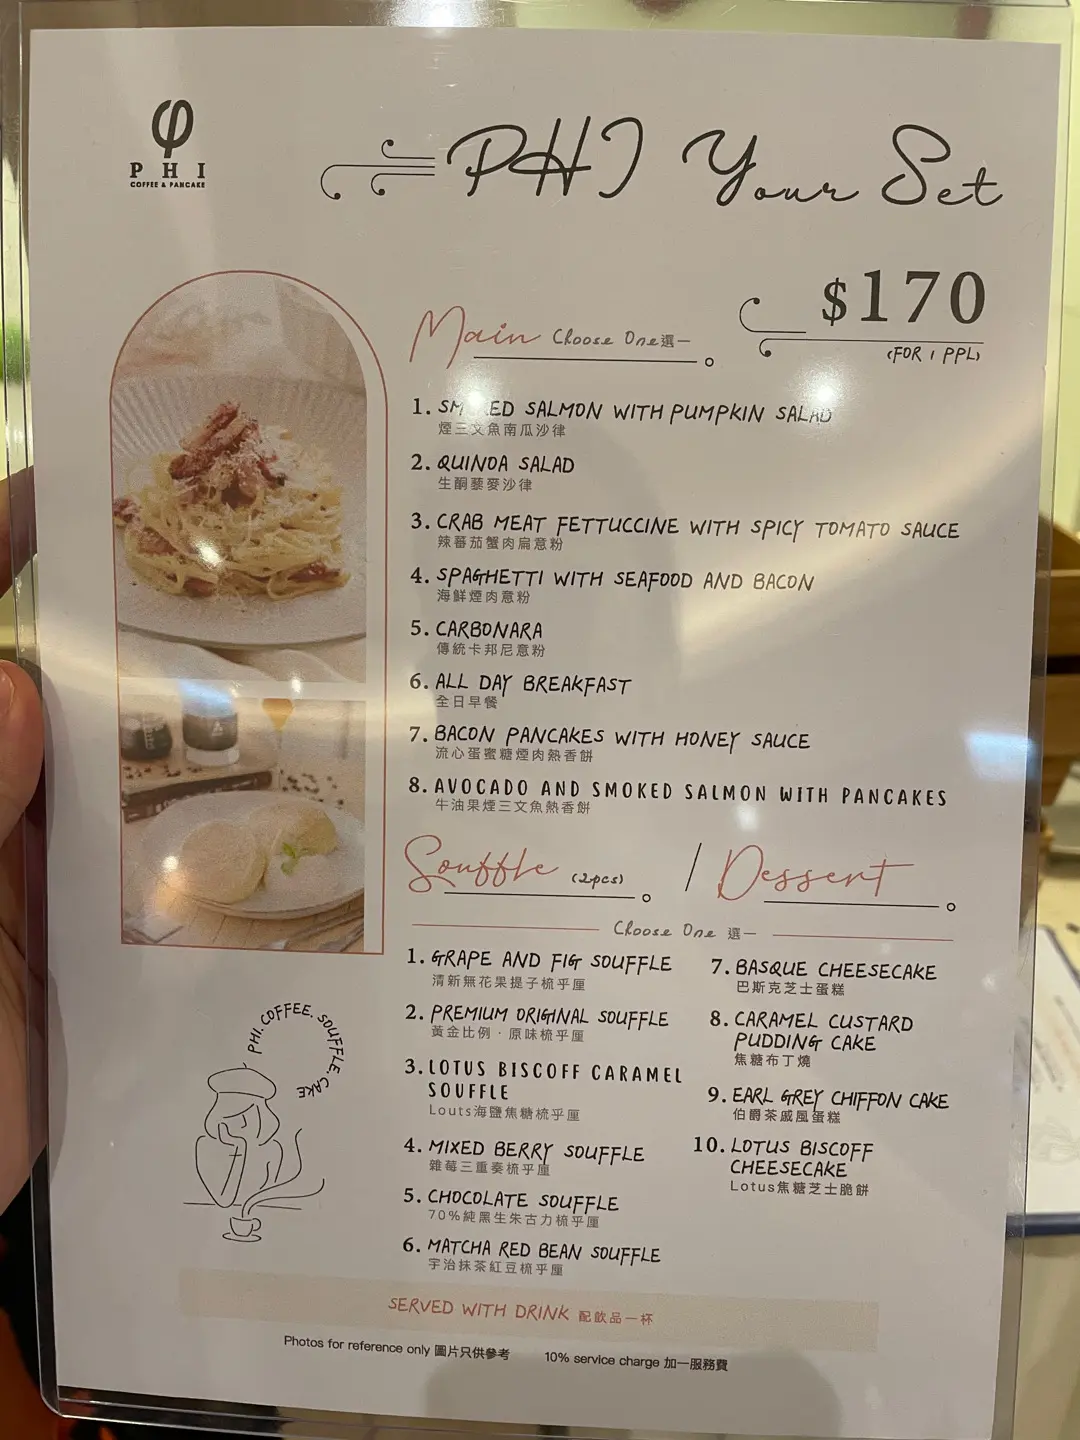 PHI
COFFEE & PANCAKE
PHI Your Set
$170
(FOR 1 PPL)
Main Choose One選一
1. SMOKED SALMON WITH PUMPKIN SALAD
煙三文魚南瓜沙律
2. QUINOA SALAD
生酮藜麥沙律
3. CRAB MEAT FETTUCCINE WITH SPICY TOMATO SAUCE
辣蕃茄蟹肉扁意粉
4. SPAGHETTI WITH SEAFOOD AND BACON
海鮮煙肉意粉
5. CARBONARA
傳統卡邦尼意粉
6. ALL DAY BREAKFAST
全日早餐
7. BACON PANCAKES WITH HONEY SAUCE
流心蛋蜜糖煙肉熱香餅
8. AVOCADO AND SMOKED SALMON WITH PANCAKES
牛油果煙三文魚熱香餅
Souffle (2pcs) / Dessert
Choose One 選一
1. GRAPE AND FIG SOUFFLE
清新無花果提子梳乎厘
2. PREMIUM ORIGINAL SOUFFLE
黃金比例・原味梳乎厘
3. LOTUS BISCOFF CARAMEL
SOUFFLE
Louts海鹽焦糖梳乎厘
4. MIXED BERRY SOUFFLE
雜莓三重奏梳乎厘
5. CHOCOLATE SOUFFLE
70%純黑生朱古力梳乎厘
6. MATCHA RED BEAN SOUFFLE
宇治抹茶紅豆梳乎厘
7. BASQUE CHEESECAKE
巴斯克芝士蛋糕
8. CARAMEL CUSTARD
PUDDING CAKE
焦糖布丁燒
9. EARL GREY CHIFFON CAKE
伯爵茶戚風蛋糕
10. LOTUS BISCOFF
CHEESECAKE
Lotus焦糖芝士脆餅
PHI. COFFEE. SOUFFLE. CAKE
SERVED WITH DRINK 配飲品一杯
Photos for reference only 圖片只供參考 10% service charge 加一服務費